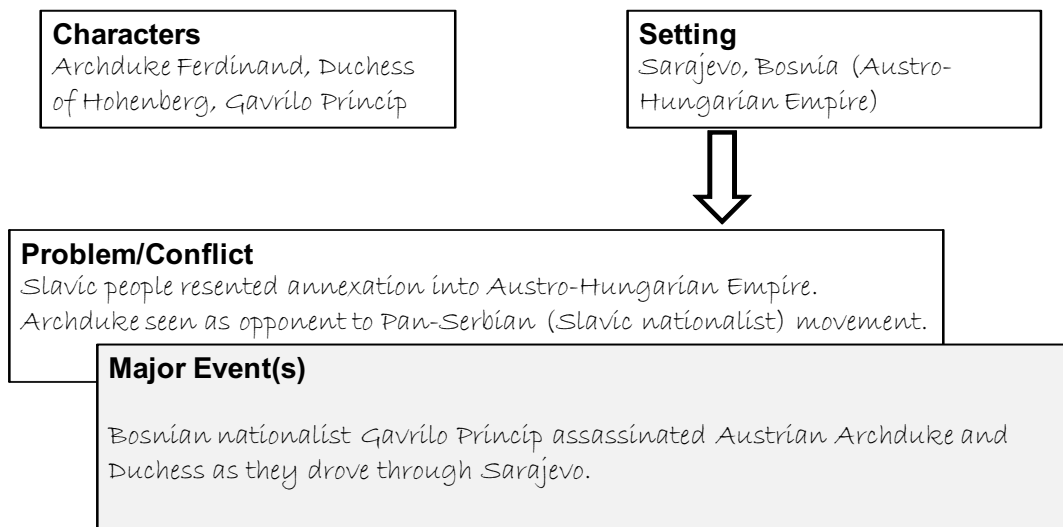 Characters
Archduke Ferdinand, Duchess
of Hohenberg, Gavrilo Princip
Setting
Sarajevo, Bosnia (Austro-
Hungarian Empire)
Problem/Conflict
Slavic people resented annexation into Austro-Hungarian Empire.
Archduke seen as opponent to Pan-Serbian (Slavic nationalist) movement.
Major Event(s)
Bosnian nationalist Gavrilo Princip assassinated Austrian Archduke and
Duchess as they drove through Sarajevo.